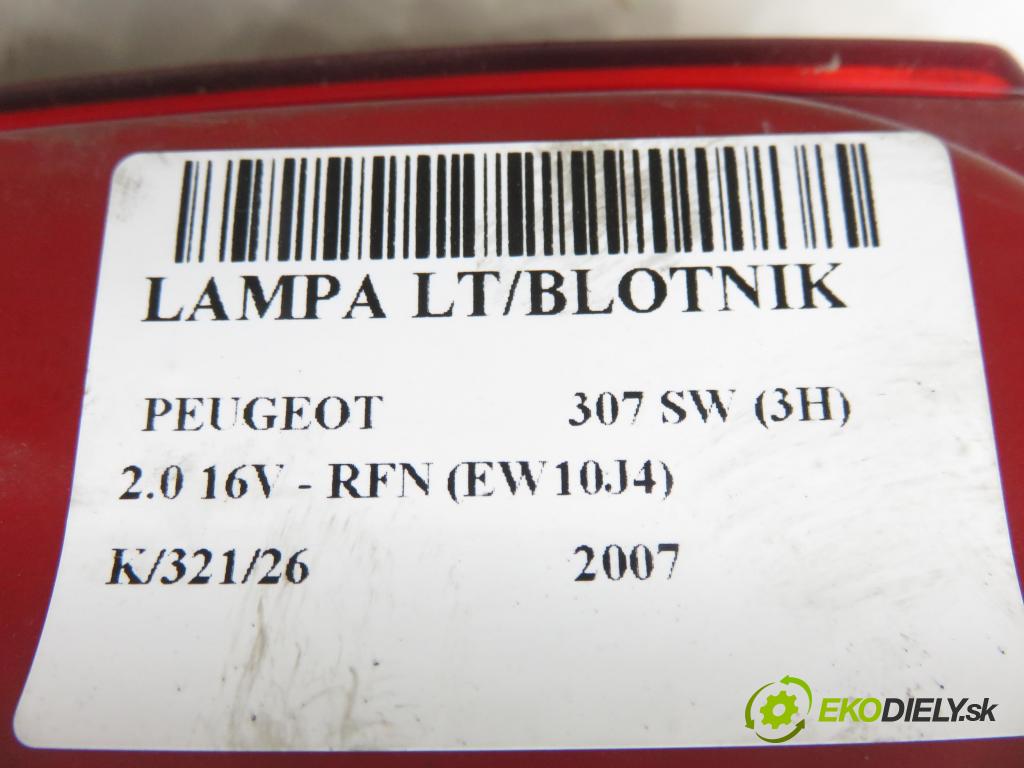 LAMPA LT/BLOTNIK
PEUGEOT 307 SW (3H)
2.0 16V - RFN (EW10J4)
K/321/26 2007
EKODIELY.sk